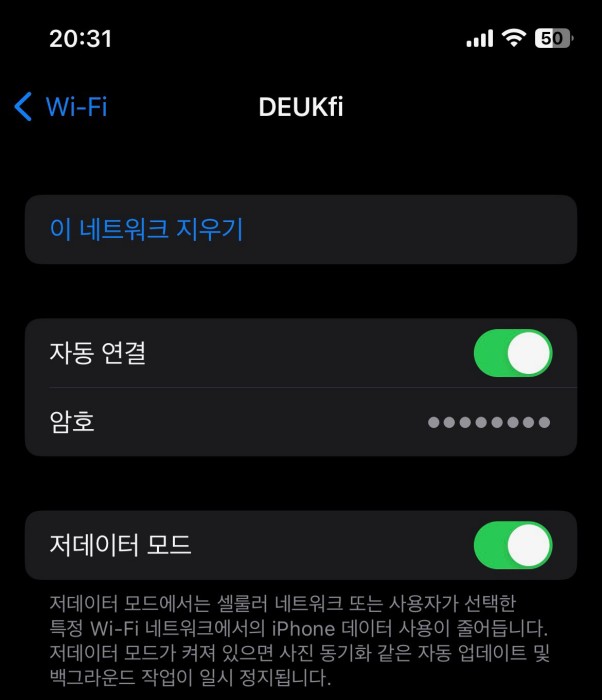 20:31
50
Wi-Fi
DEUKfi
이 네트워크 지우기
자동 연결
암호
●●●●●●●●
저데이터 모드
저데이터 모드에서는 셀룰러 네트워크 또는 사용자가 선택한
특정 Wi-Fi 네트워크에서의 iPhone 데이터 사용이 줄어듭니다.
저데이터 모드가 켜져 있으면 사진 동기화 같은 자동 업데이트 및
백그라운드 작업이 일시 정지됩니다.